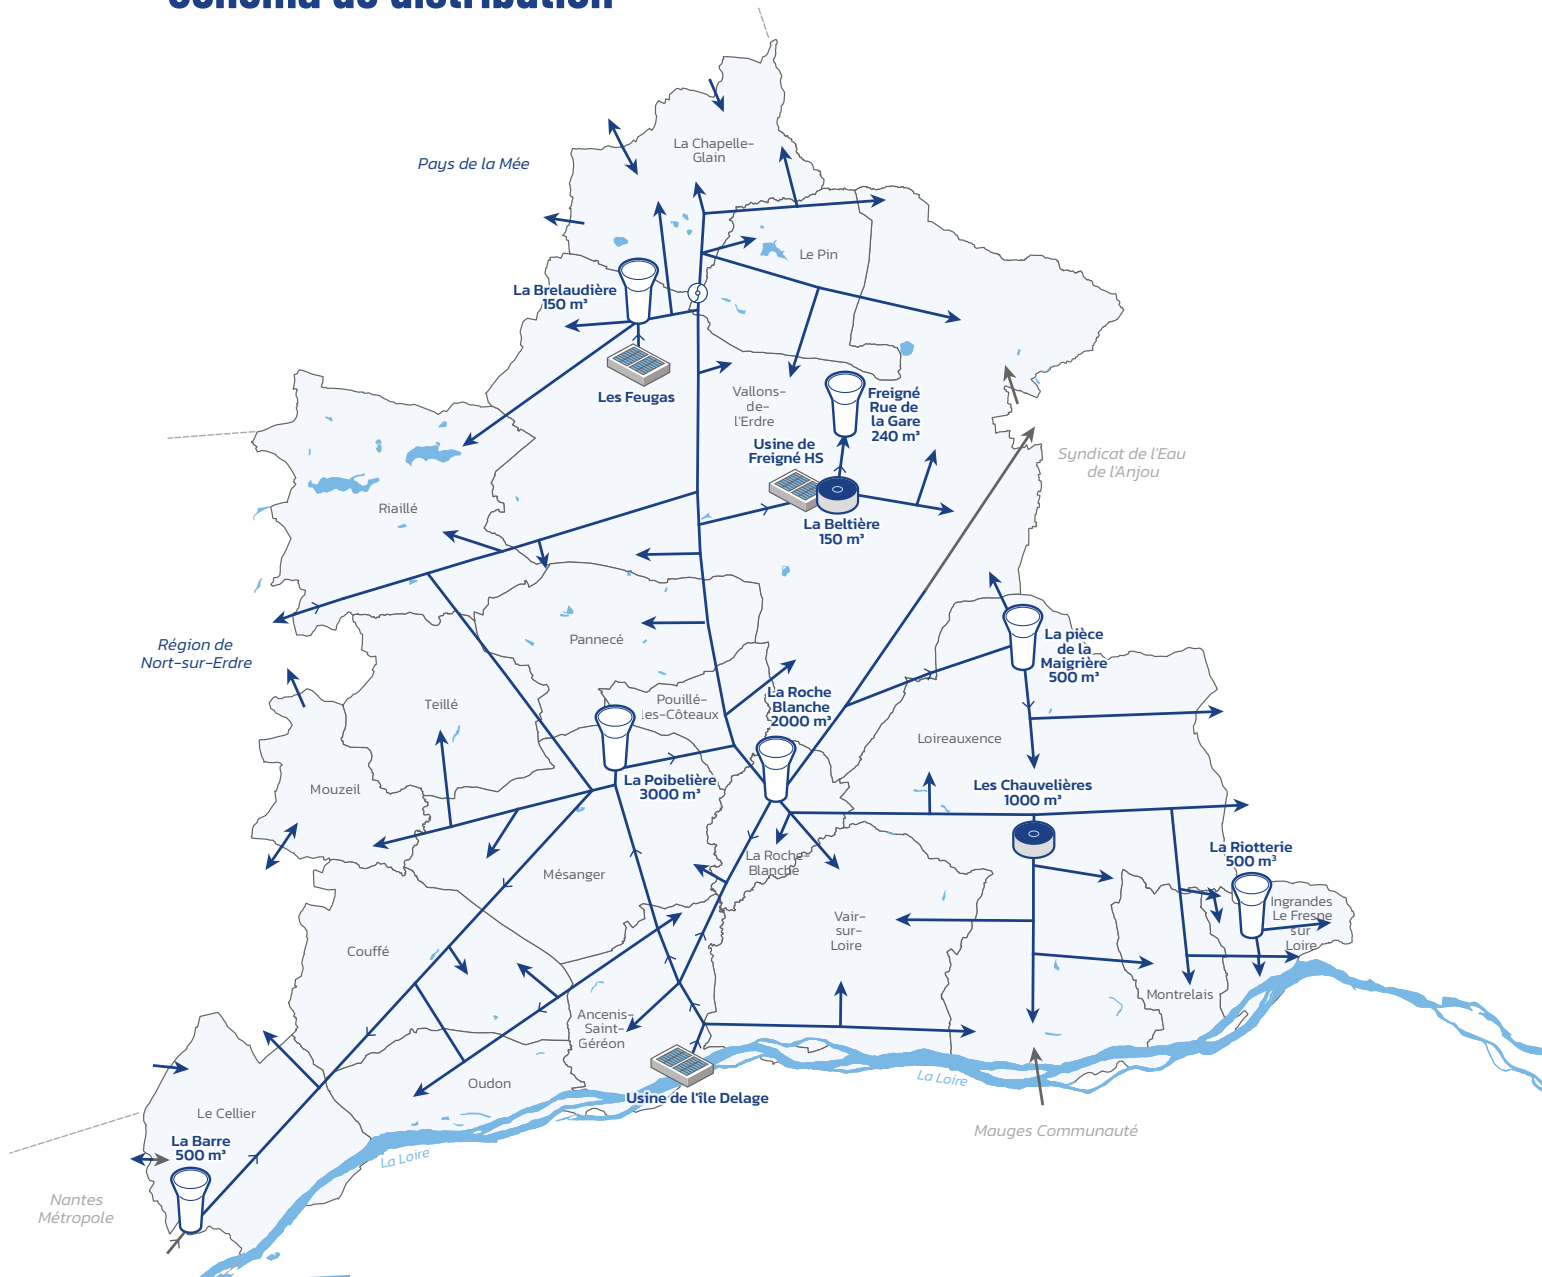 Schéma de distribution
La Chapelle-
Glain
Pays de la Mée
Le Pin
La Brelaudière
150 m³
Les Feugas
Vallons-
de-
l'Erdre
Freigné
Rue de
la Gare
240 m³
Usine de
Freigné HS
La Beltière
150 m³
Syndicat de l'Eau
de l'Anjou
Riaillé
Région de
Nort-sur-Erdre
Pannecé
La pièce
de la
Maigrière
500 m³
Teillé
Pouillé-
les-Côteaux
La Roche
Blanche
2000 m³
Loireauxence
Mouzeil
La Poibelière
3000 m³
Les Chauvelières
1000 m³
La Riotterie
500 m³
La Roche-
Blanche
Mésanger
Ingrandes
Le Fresne
sur
Loire
Vair-
sur-
Loire
Couffé
Montrelais
Ancenis-
Saint-
Géréon
Oudon
La Loire
Usine de l'île Delage
Le Cellier
Mauges Communauté
La Barre
500 m³
La Loire
Nantes
Métropole